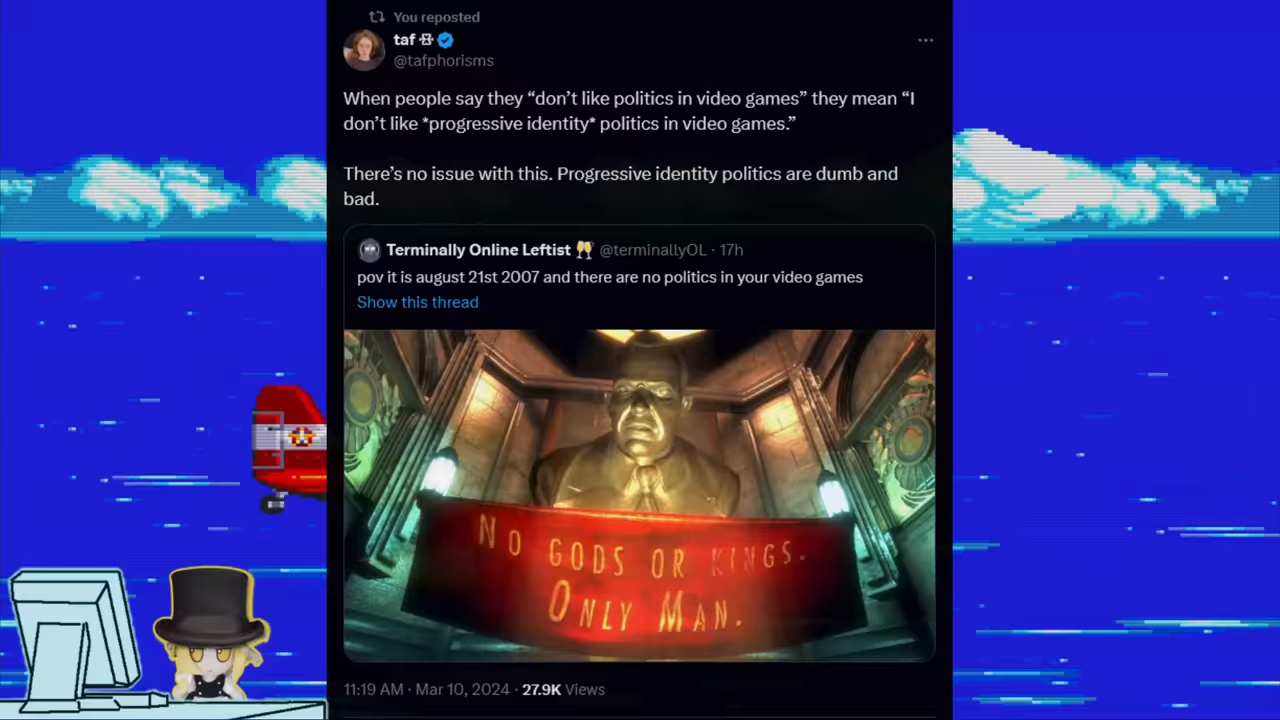 You reposted
taf
@tafphorisms
When people say they “don’t like politics in video games” they mean “I
don’t like *progressive identity* politics in video games.”
There’s no issue with this. Progressive identity politics are dumb and
bad.
Terminally Online Leftist 🥂 @terminallyOL · 17h
pov it is august 21st 2007 and there are no politics in your video games
Show this thread
NO GODS OR KINGS.
ONLY MAN.
11:19 AM · Mar 10, 2024 · 27.9K Views